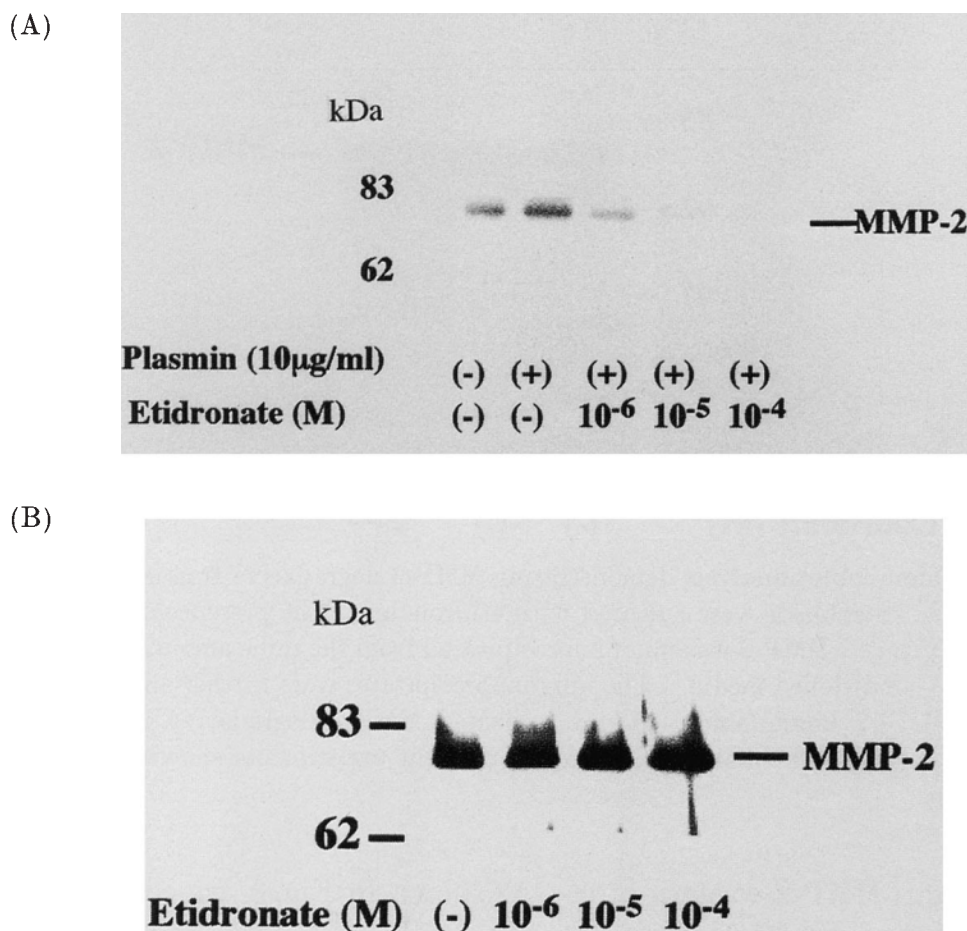 (A)
kDa
83
MMP-2
62
Plasmin (10μg/ml) (-) (+) (+) (+) (+)
Etidronate (M) (-) (-) 10⁻⁶ 10⁻⁵ 10⁻⁴
(B)
kDa
83
MMP-2
62
Etidronate (M) (-) 10⁻⁶ 10⁻⁵ 10⁻⁴